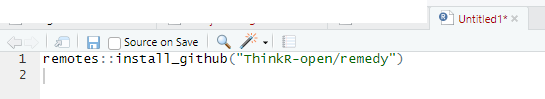 Untitled1*
Source on Save
1 remotes::install_github("ThinkR-open/remedy")
2